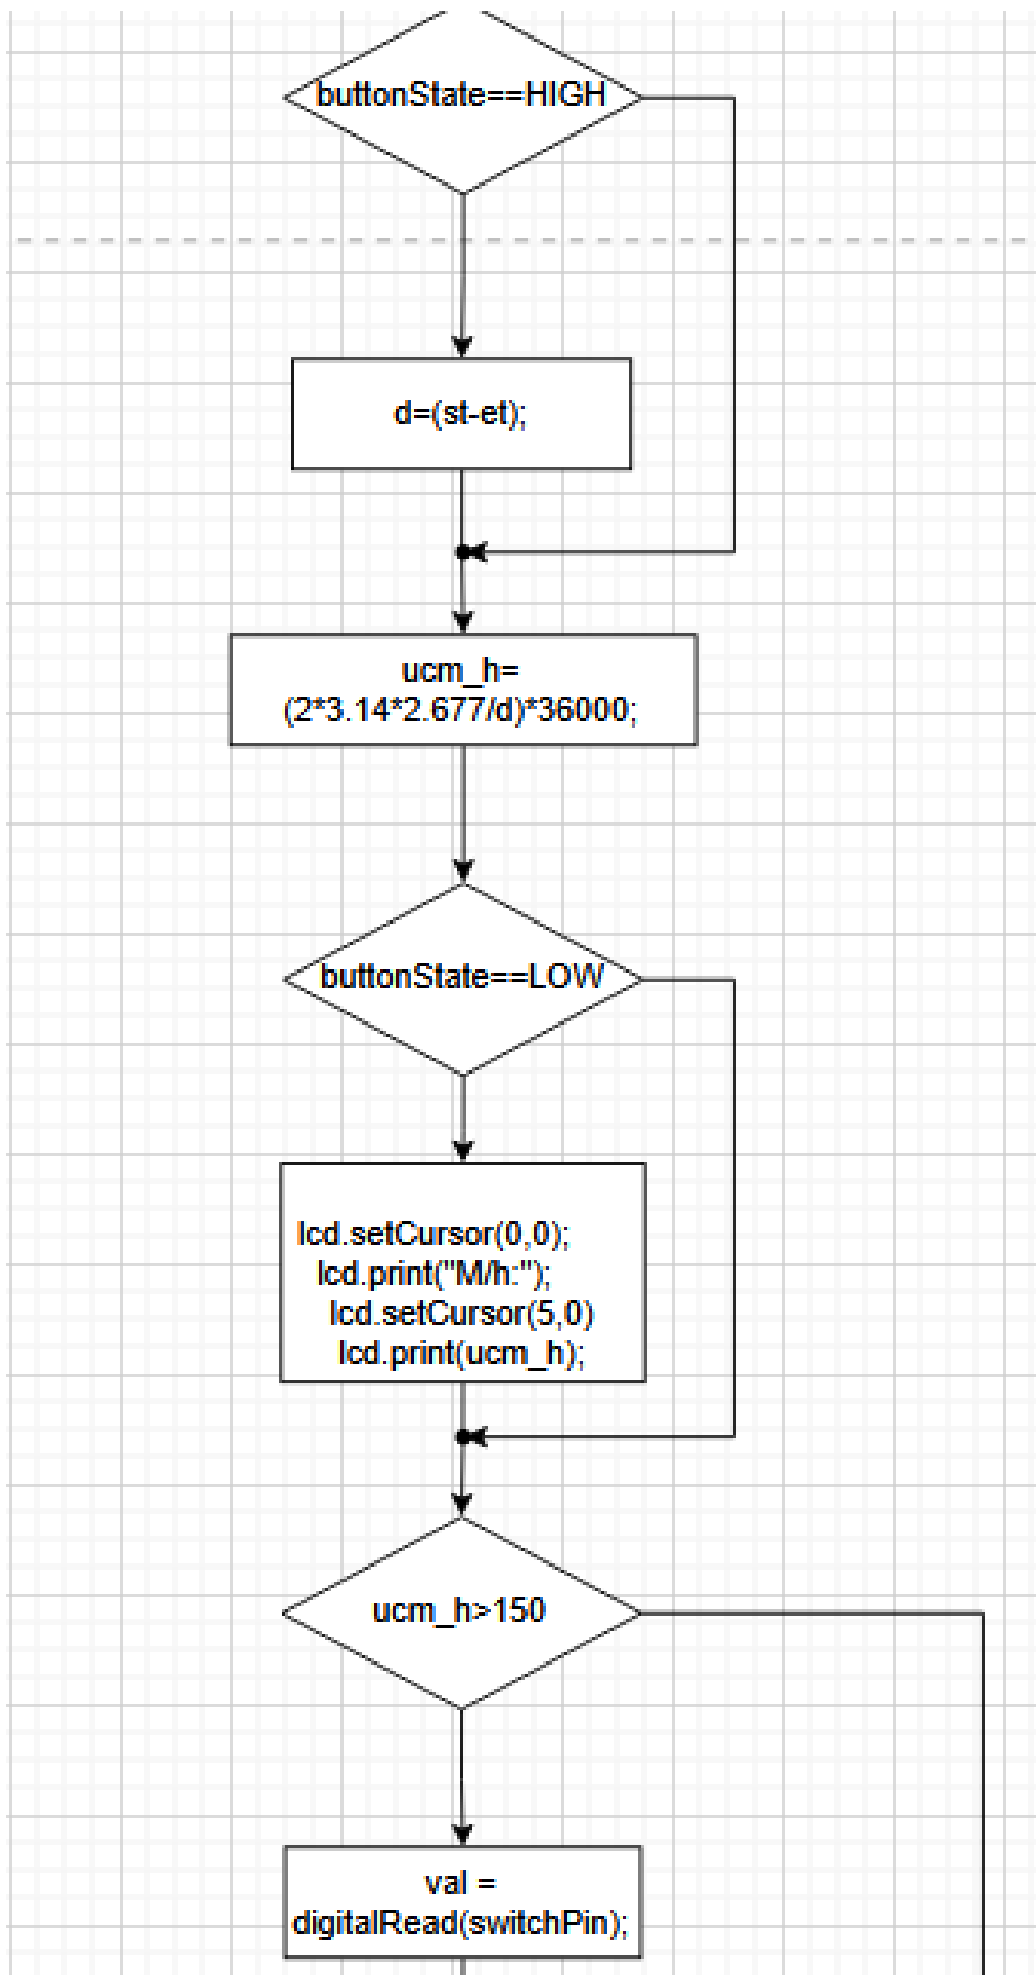 buttonState==HIGH
d=(st-et);
ucm_h=
(2*3.14*2.677/d)*36000;
buttonState==LOW
lcd.setCursor(0,0);
lcd.print("M/h:");
lcd.setCursor(5,0)
lcd.print(ucm_h);
ucm_h>150
val =
digitalRead(switchPin);